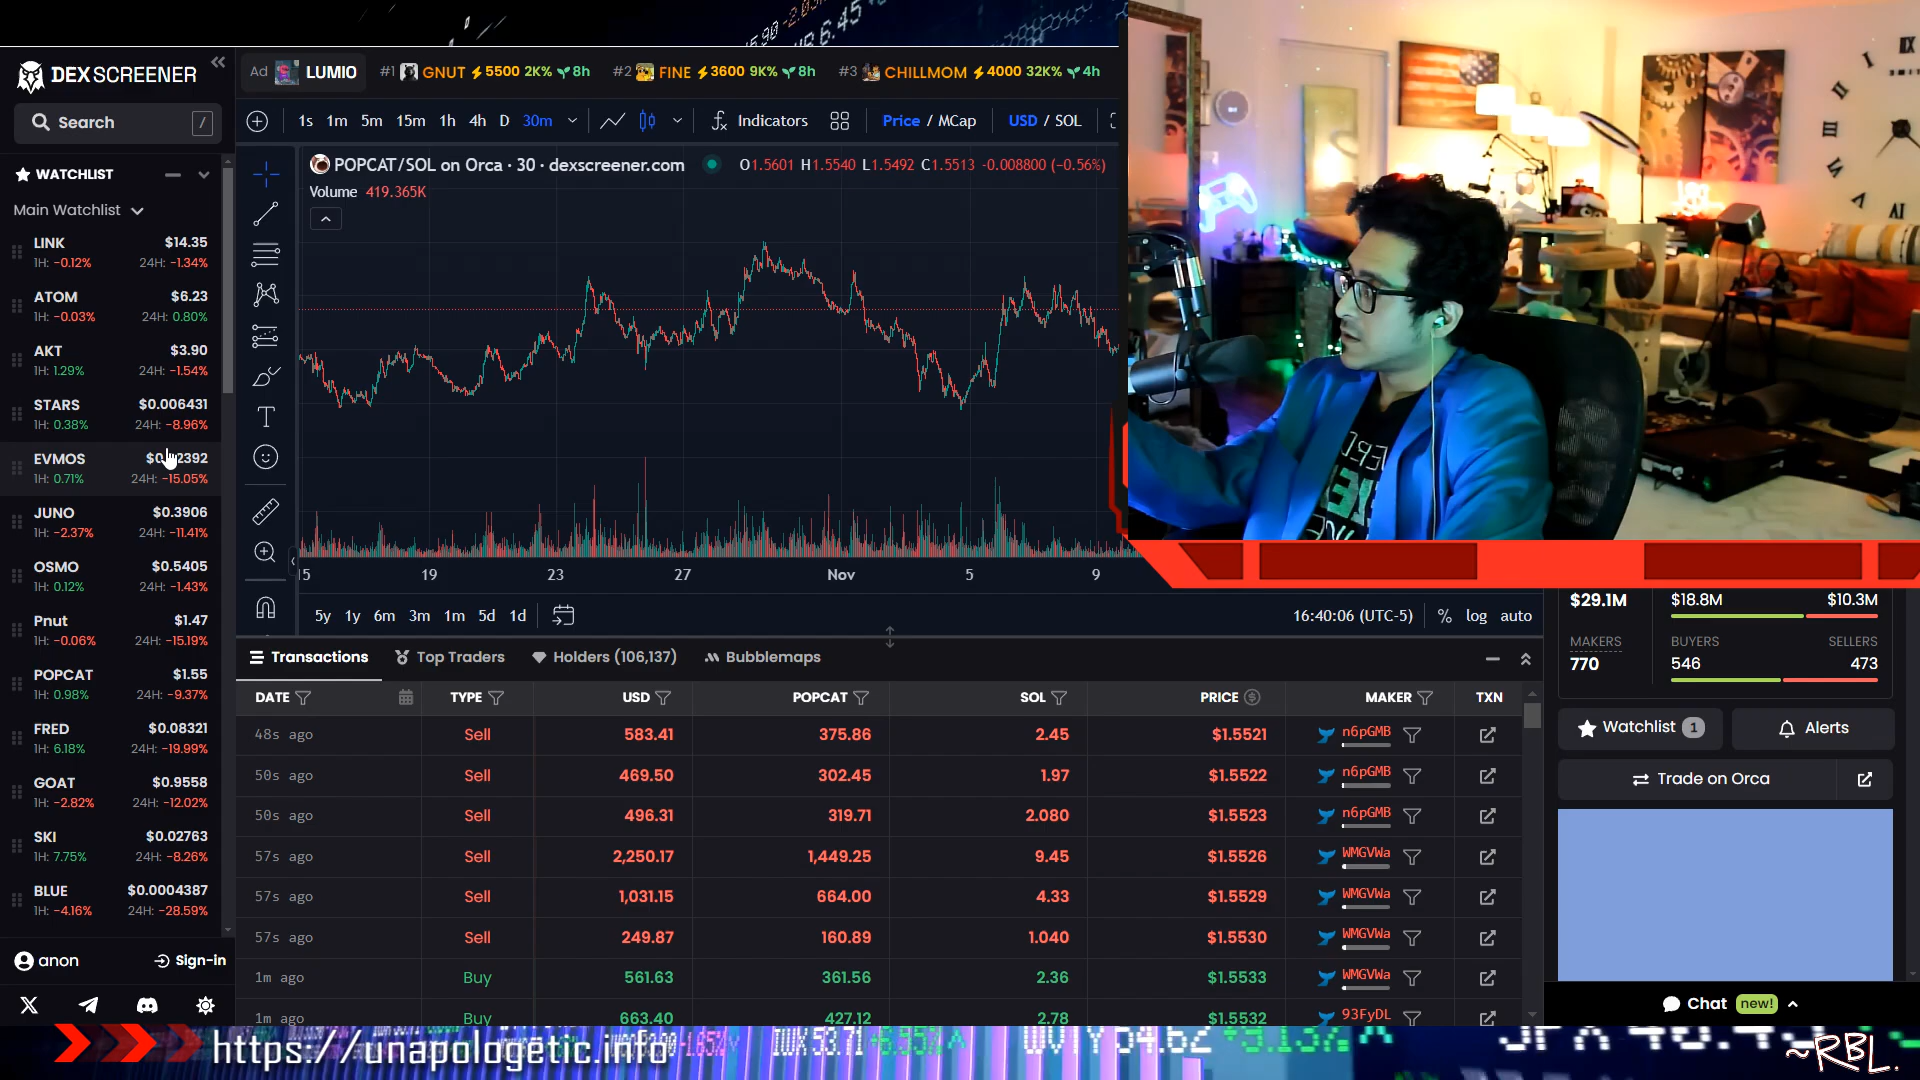 DEX SCREENER
Search /
WATCHLIST
Main Watchlist
LINK $14.35
1H: -0.12% 24H: -1.34%
ATOM $6.23
1H: -0.03% 24H: 0.80%
AKT $3.90
1H: 1.29% 24H: -1.54%
STARS $0.006431
1H: 0.38% 24H: -8.96%
EVMOS
1H: 0.71% 24H: -15.05%
JUNO $0.3906
1H: -2.37% 24H: -11.41%
OSMO $0.5405
1H: 0.12% 24H: -1.43%
Pnut $1.47
1H: -0.06% 24H: -15.19%
POPCAT $1.55
1H: 0.98% 24H: -9.37%
FRED $0.08321
1H: 6.18% 24H: -19.99%
GOAT $0.9558
1H: -2.82% 24H: -12.02%
SKI $0.02763
1H: 7.75% 24H: -8.26%
BLUE $0.0004387
1H: -4.16% 24H: -28.59%
anon Sign-in
Ad LUMIO #1 GNUT 5500 2K% 8h #2 FINE 3600 9K% 8h #3 CHILLMOM 4000 32K% 4h
1s 1m 5m 15m 1h 4h D 30m Indicators Price / MCap USD / SOL
POPCAT/SOL on Orca · 30 · dexscreener.com O1.5601 H1.5540 L1.5492 C1.5513 -0.008800 (-0.56%)
Volume 419.365K
19 23 27 Nov 5 9
5y 1y 6m 3m 1m 5d 1d 16:40:06 (UTC-5) % log auto
Transactions Top Traders Holders (106,137) Bubblemaps
DATE TYPE USD POPCAT SOL PRICE MAKER TXN
48s ago Sell 583.41 375.86 2.45 $1.5521 n6pGMB
50s ago Sell 469.50 302.45 1.97 $1.5522 n6pGMB
50s ago Sell 496.31 319.71 2.080 $1.5523 n6pGMB
57s ago Sell 2,250.17 1,449.25 9.45 $1.5526 WMGVWa
57s ago Sell 1,031.15 664.00 4.33 $1.5529 WMGVWa
57s ago Sell 249.87 160.89 1.040 $1.5530 WMGVWa
1m ago Buy 561.63 361.56 2.36 $1.5533 WMGVWa
1m ago Buy 663.40 427.12 2.78 $1.5532 93FyDL
$29.1M $18.8M $10.3M
MAKERS BUYERS SELLERS
770 546 473
Watchlist 1 Alerts
Trade on Orca
Chat new!
https://unapologetic.info
~RBL.